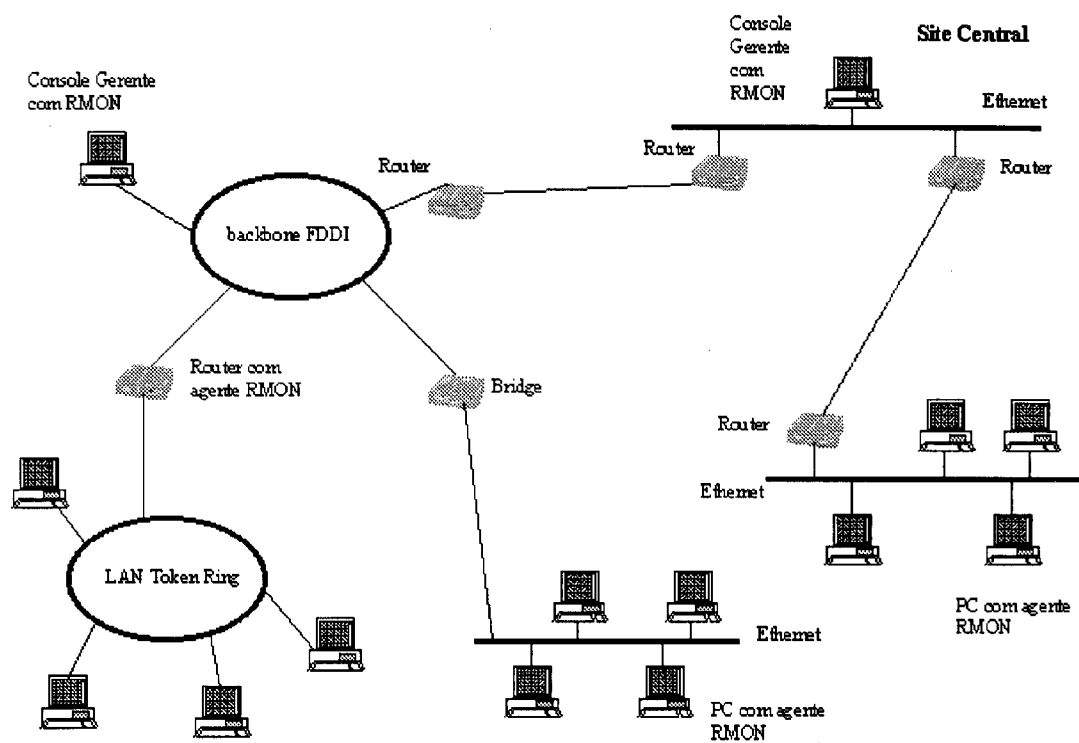 Console
Gerente
com
RMON
Site Central
Console Gerente
com RMON
Ethernet
Router
Router
Router
backbone FDDI
Router com
agente RMON
Bridge
Router
Ethernet
LAN Token Ring
PC com agente
RMON
Ethernet
PC com agente
RMON